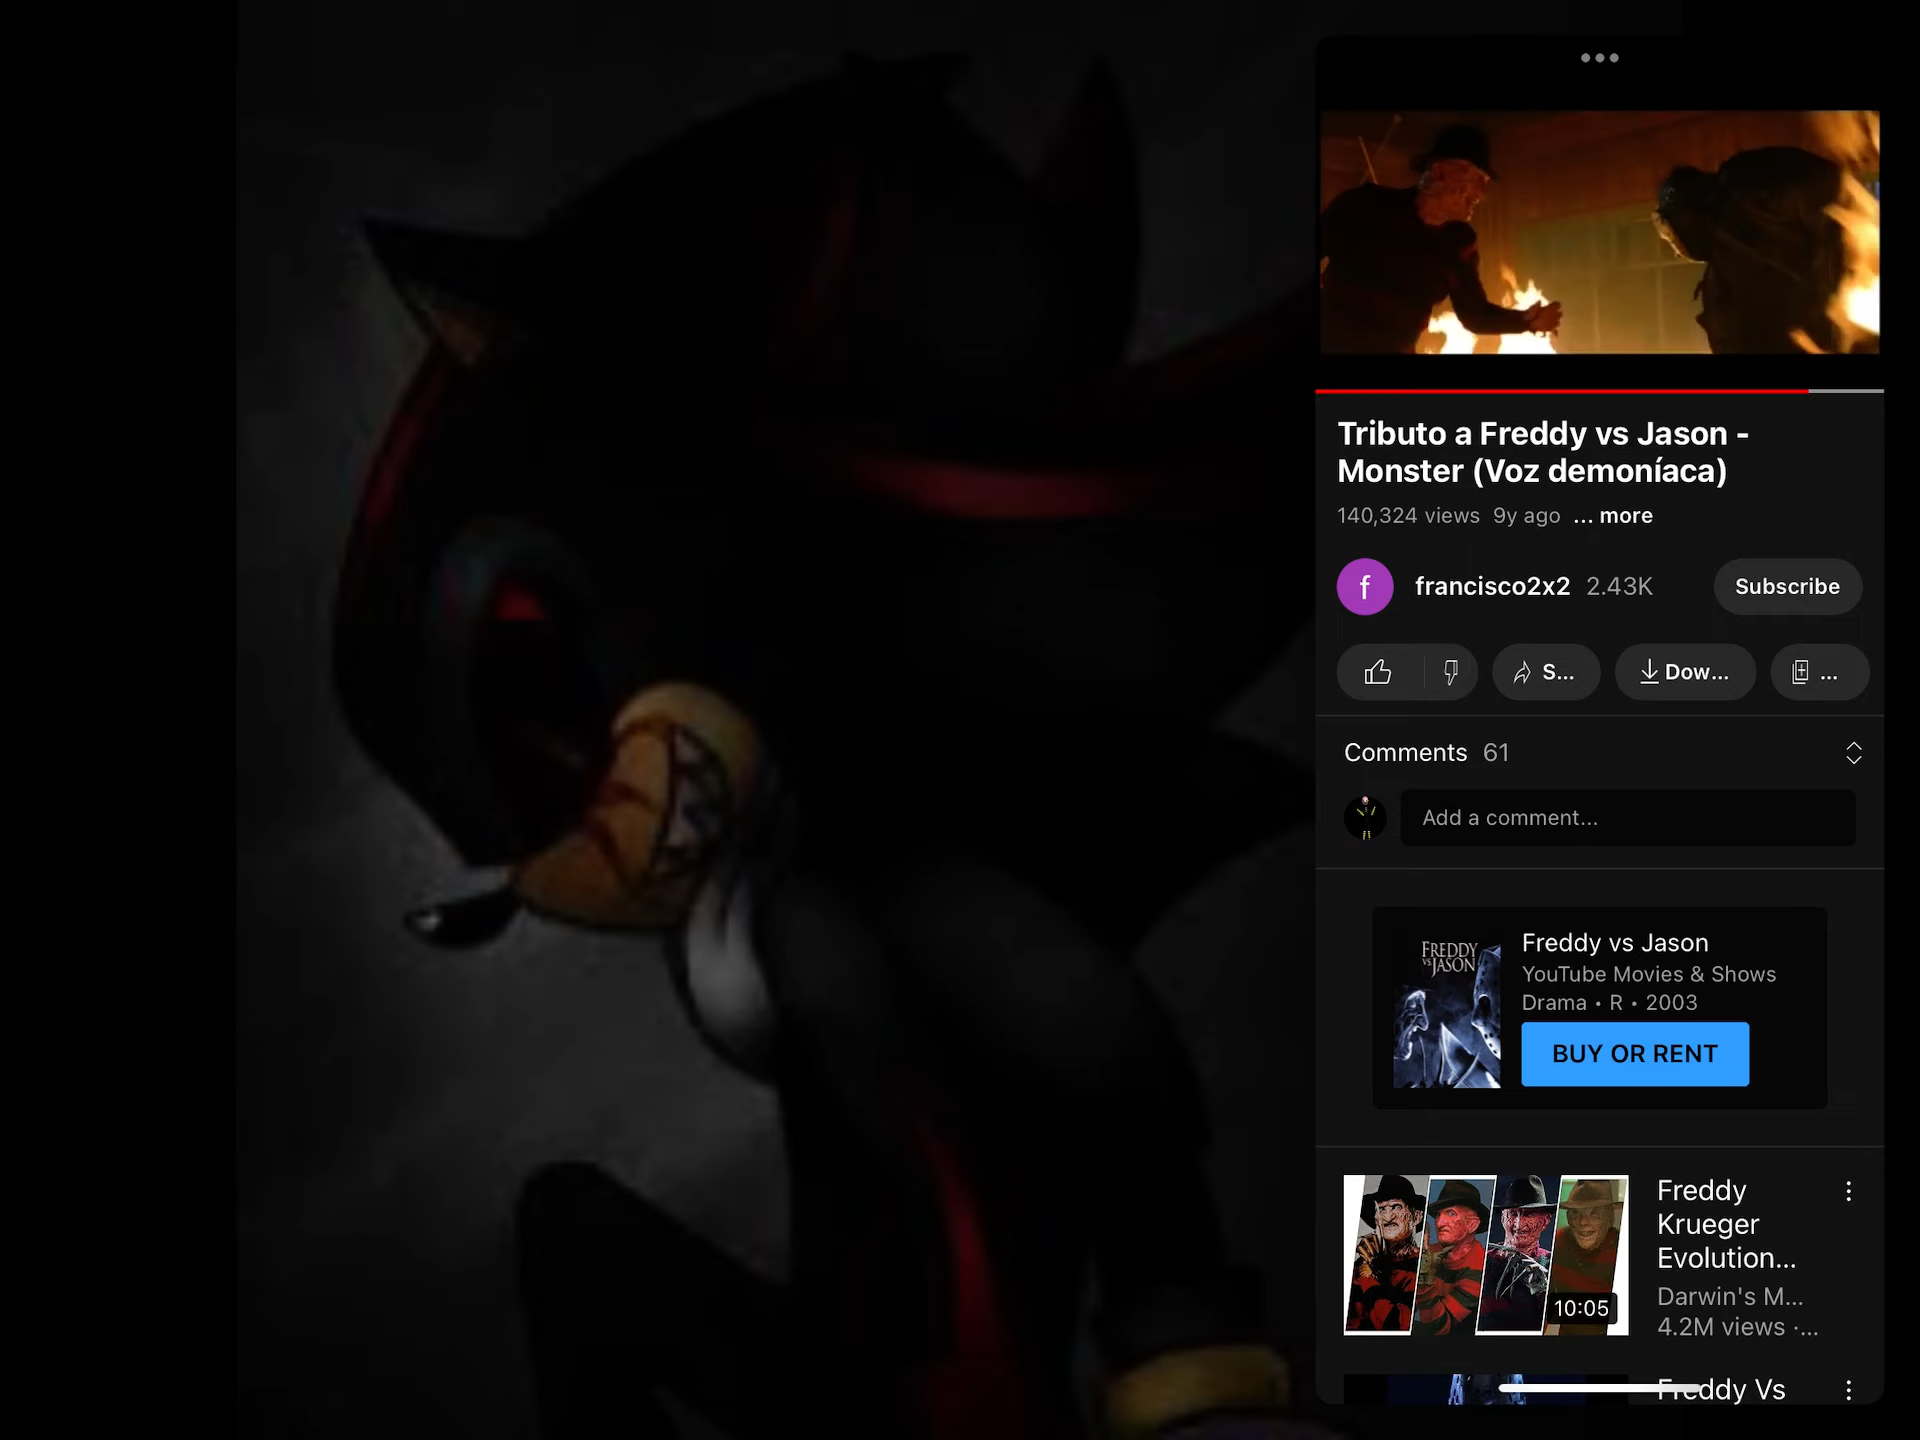 Tributo a Freddy vs Jason -
Monster (Voz demoníaca)
140,324 views 9y ago ... more
f
francisco2x2 2.43K
Subscribe
S...
Dow...
...
Comments 61
Add a comment...
FREDDY
VS JASON
Freddy vs Jason
YouTube Movies & Shows
Drama • R • 2003
BUY OR RENT
10:05
Freddy
Krueger
Evolution...
Darwin's M...
4.2M views ·...
Freddy Vs